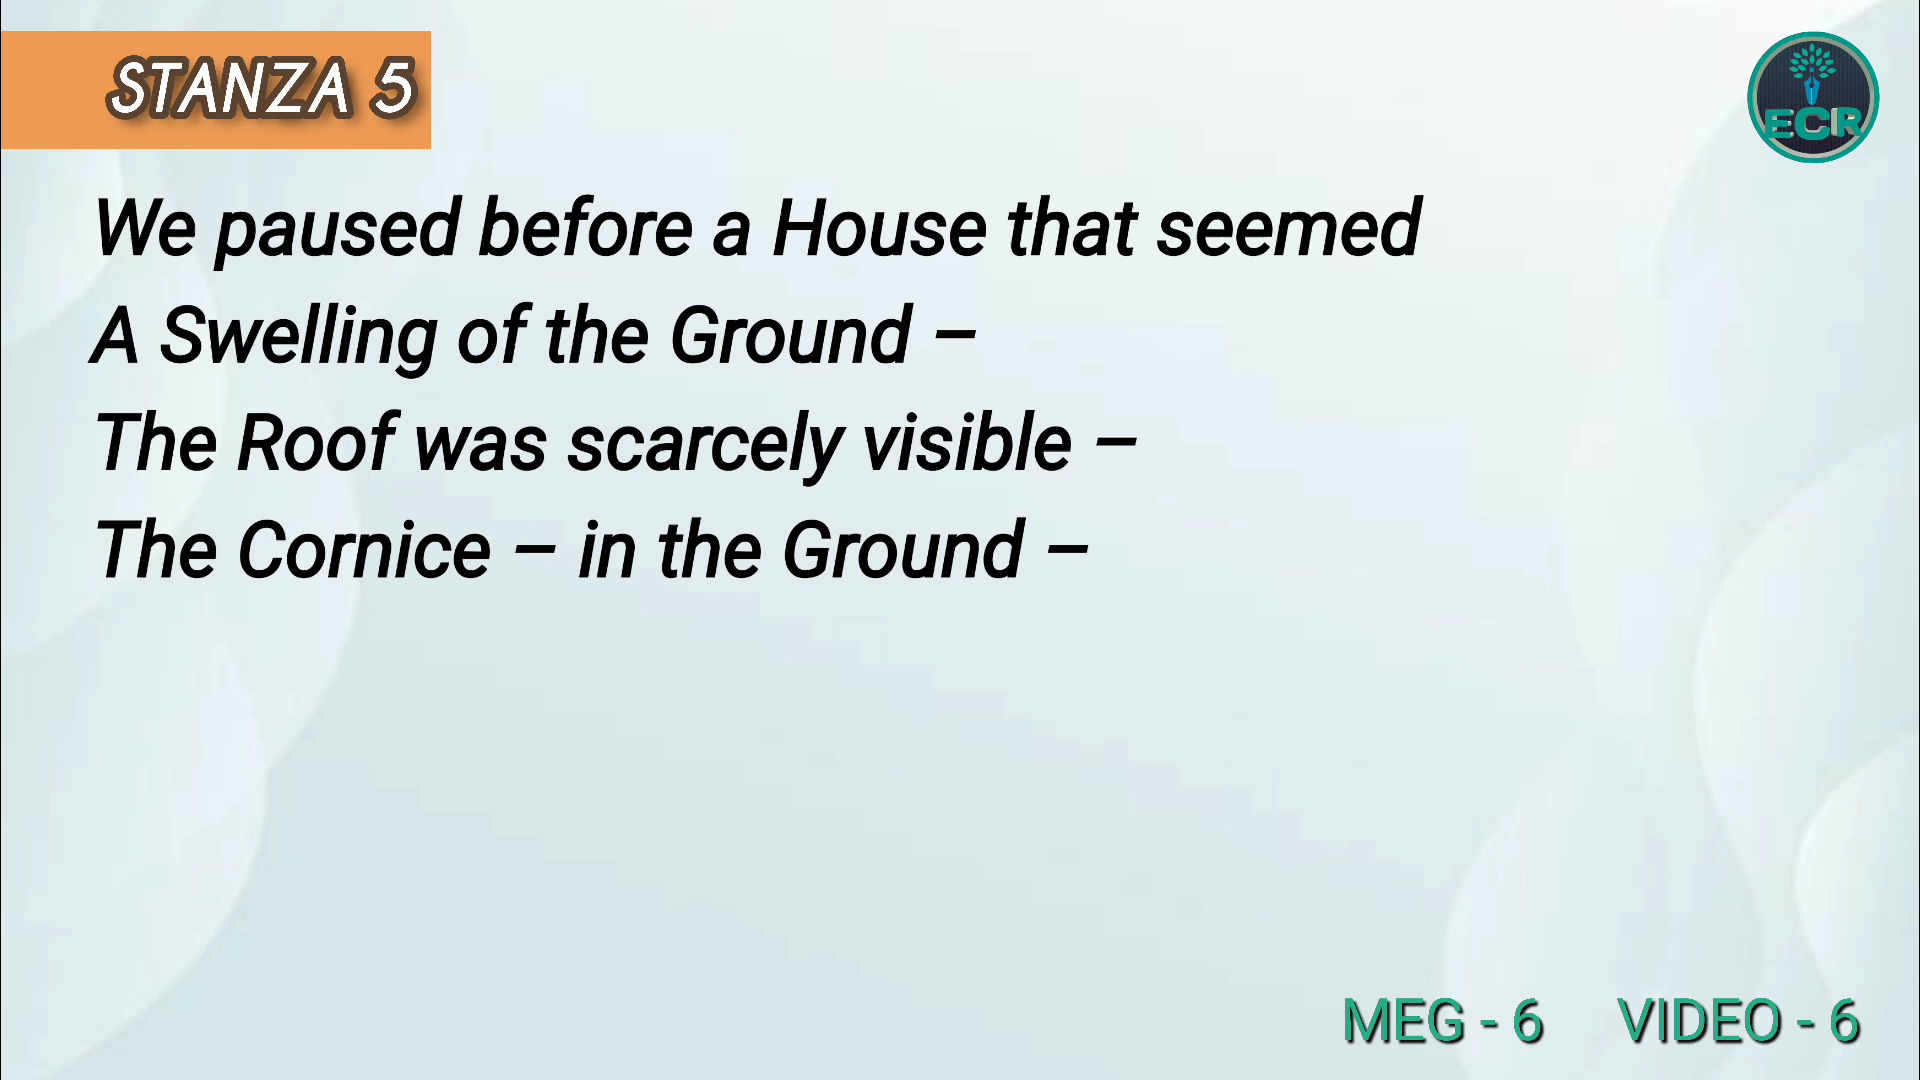 STANZA 5
ECR
We paused before a House that seemed
A Swelling of the Ground –
The Roof was scarcely visible –
The Cornice – in the Ground –
MEG - 6 VIDEO - 6